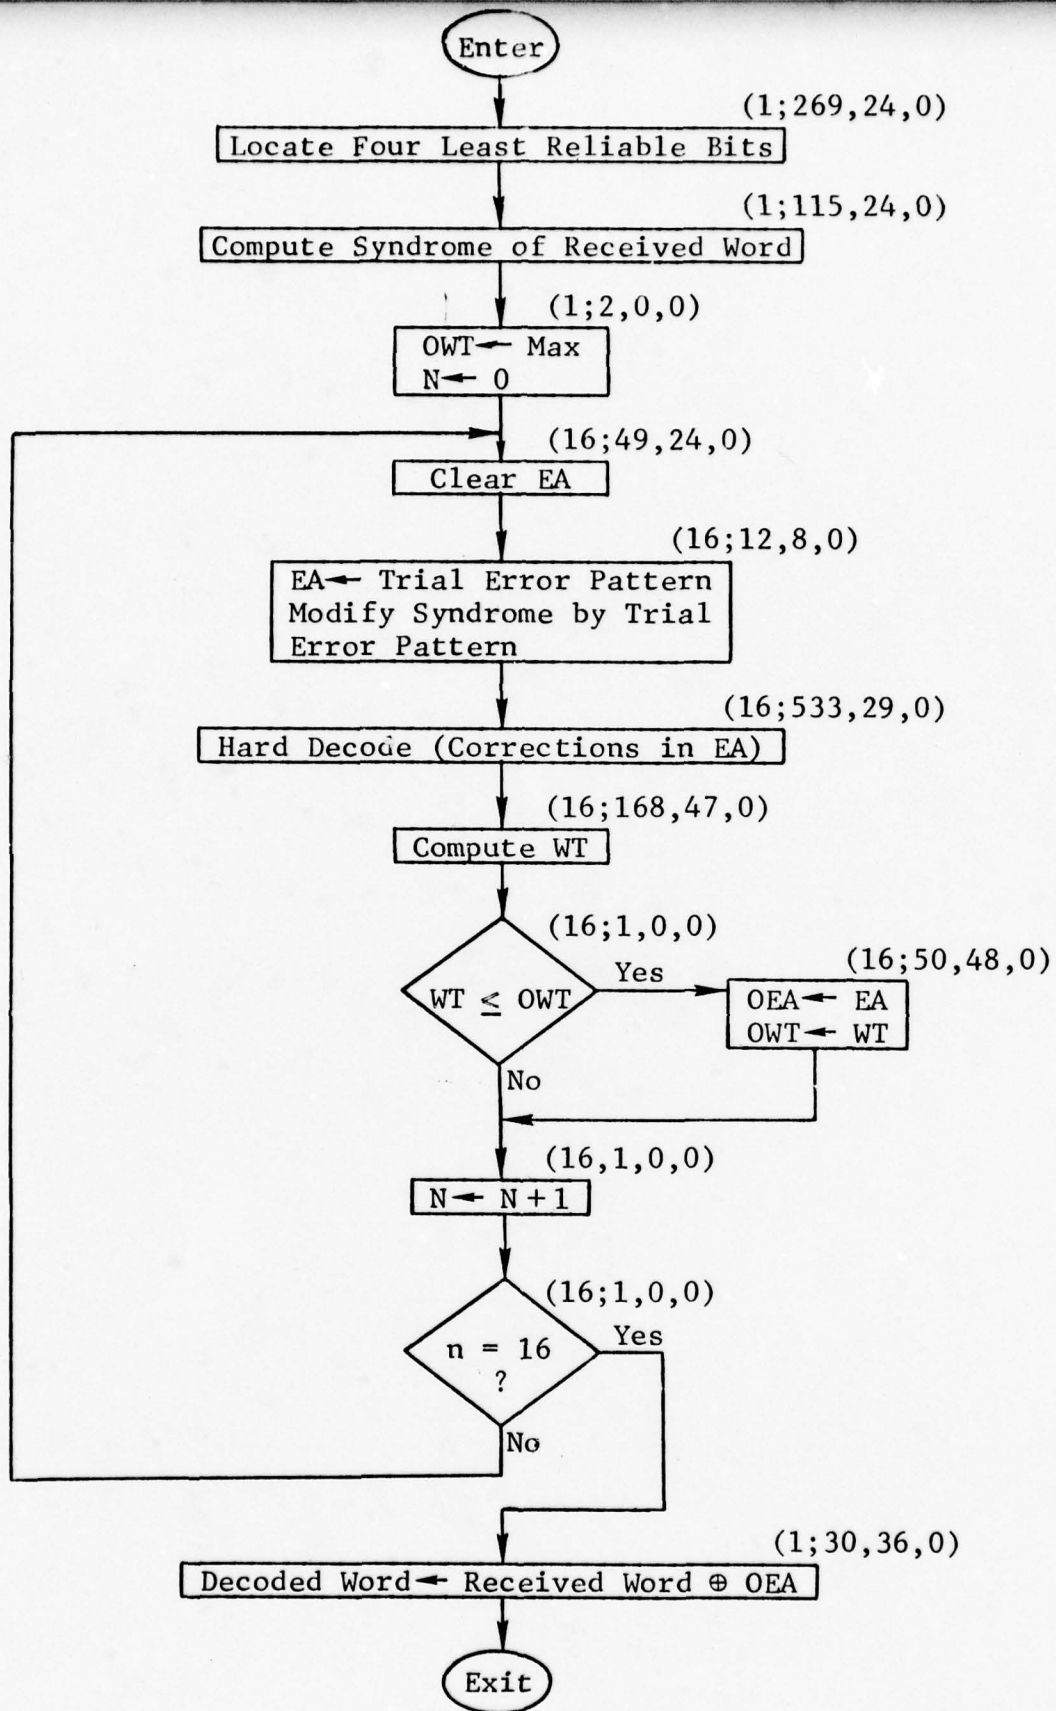 Enter
(1;269,24,0)
Locate Four Least Reliable Bits
(1;115,24,0)
Compute Syndrome of Received Word
(1;2,0,0)
OWT← Max
N← 0
(16;49,24,0)
Clear EA
(16;12,8,0)
EA← Trial Error Pattern
Modify Syndrome by Trial
Error Pattern
(16;533,29,0)
Hard Decode (Corrections in EA)
(16;168,47,0)
Compute WT
(16;1,0,0)
WT ≤ OWT
Yes
(16;50,48,0)
OEA← EA
OWT← WT
No
(16,1,0,0)
N← N+1
(16;1,0,0)
n = 16
?
Yes
No
(1;30,36,0)
Decoded Word← Received Word ⊕ OEA
Exit